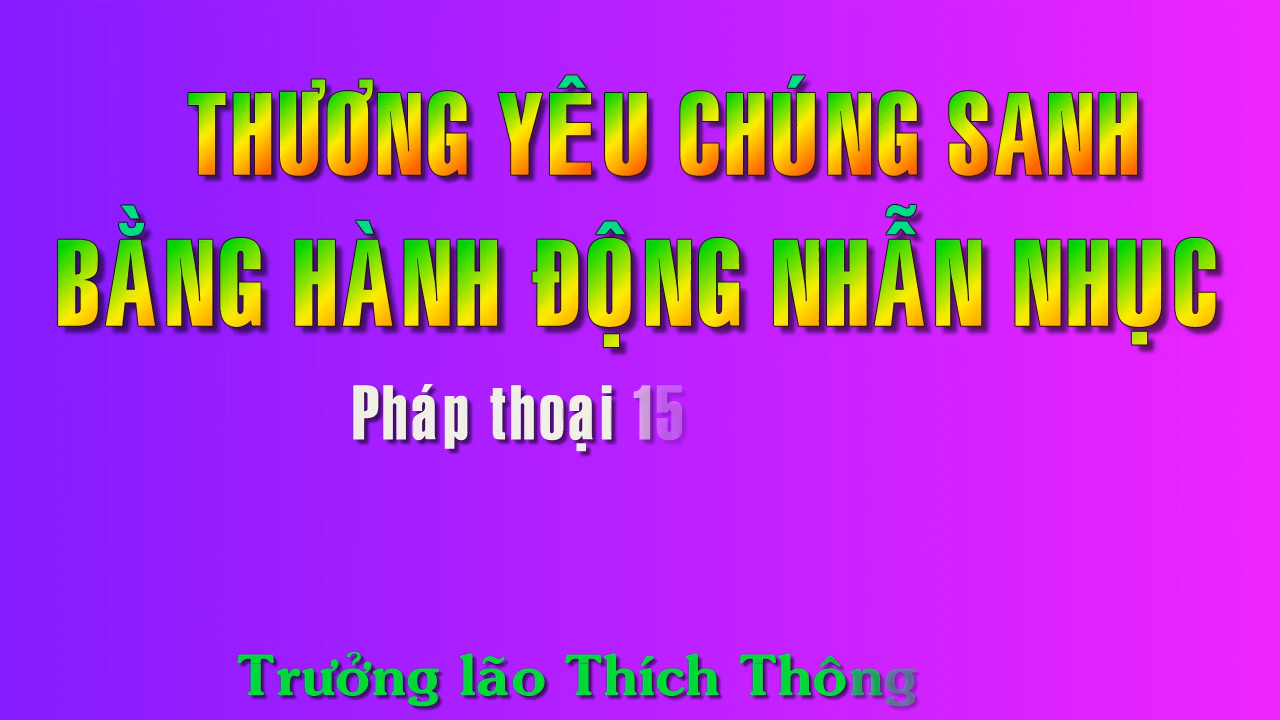 THƯƠNG YÊU CHÚNG SANH
BẰNG HÀNH ĐỘNG NHẪN NHỤC
Pháp thoại 15
Trưởng lão Thích Thông